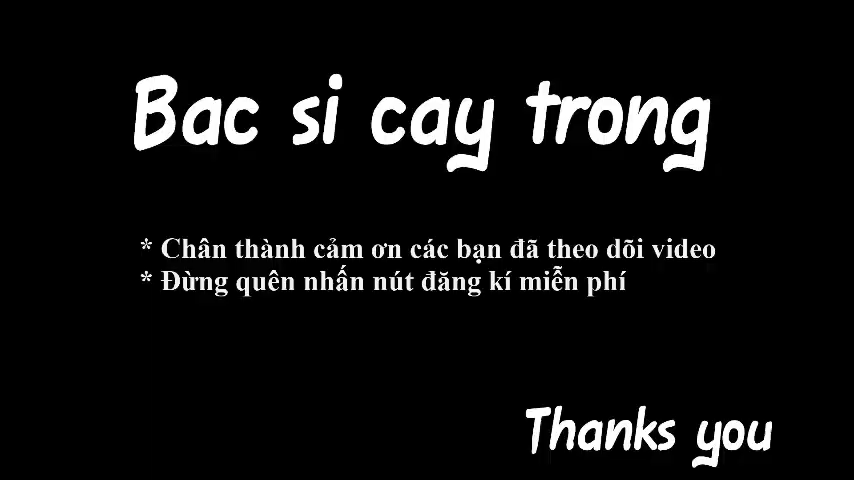 Bac si cay trong
* Chân thành cảm ơn các bạn đã theo dõi video
* Đừng quên nhấn nút đăng kí miễn phí
Thanks you